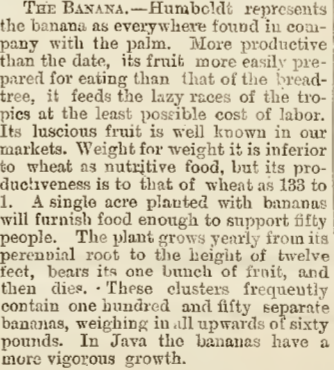 THE BANANA.—Humboldt represents
the banana as everywhere found in com-
pany with the palm. More productive
than the date, its fruit more easily pre-
pared for eating than that of the bread-
tree, it feeds the lazy races of the tro-
pics at the least possible cost of labor.
Its luscious fruit is well known in our
markets. Weight for weight it is inferior
to wheat as nutritive food, but its pro-
ductiveness is to that of wheat as 133 to
1. A single acre planted with bananas
will furnish food enough to support fifty
people. The plant grows yearly from its
perennial root to the height of twelve
feet, bears its one bunch of fruit, and
then dies. These clusters frequently
contain one hundred and fifty separate
bananas, weighing in all upwards of sixty
pounds. In Java the bananas have a
more vigorous growth.